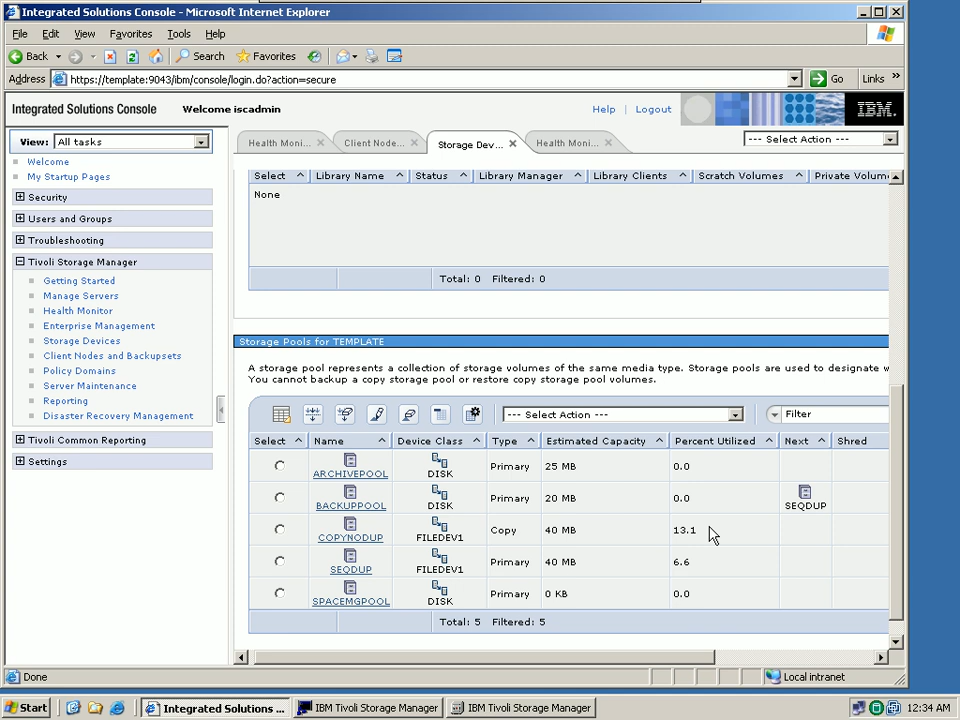 Integrated Solutions Console - Microsoft Internet Explorer
File Edit View Favorites Tools Help
Back Search Favorites
Address https://template:9043/ibm/console/login.do?action=secure Go Links »
Integrated Solutions Console Welcome iscadmin Help | Logout IBM.
View: All tasks
Health Moni... Client Node... Storage Dev... Health Moni... --- Select Action ---
Welcome
My Startup Pages
Security
Users and Groups
Troubleshooting
Tivoli Storage Manager
Getting Started
Manage Servers
Health Monitor
Enterprise Management
Storage Devices
Client Nodes and Backupsets
Policy Domains
Server Maintenance
Reporting
Disaster Recovery Management
Tivoli Common Reporting
Settings
Select Library Name Status Library Manager Library Clients Scratch Volumes Private Volum
None
Total: 0 Filtered: 0
Storage Pools for TEMPLATE
A storage pool represents a collection of storage volumes of the same media type. Storage pools are used to designate w
You cannot backup a copy storage pool or restore copy storage pool volumes.
--- Select Action --- Filter
Select Name Device Class Type Estimated Capacity Percent Utilized Next Shred
ARCHIVEPOOL DISK Primary 25 MB 0.0
BACKUPPOOL DISK Primary 20 MB 0.0 SEQDUP
COPYNODUP FILEDEV1 Copy 40 MB 13.1
SEQDUP FILEDEV1 Primary 40 MB 6.6
SPACEMGPOOL DISK Primary 0 KB 0.0
Total: 5 Filtered: 5
Done Local intranet
Start Integrated Solutions ... IBM Tivoli Storage Manager IBM Tivoli Storage Manager 12:34 AM